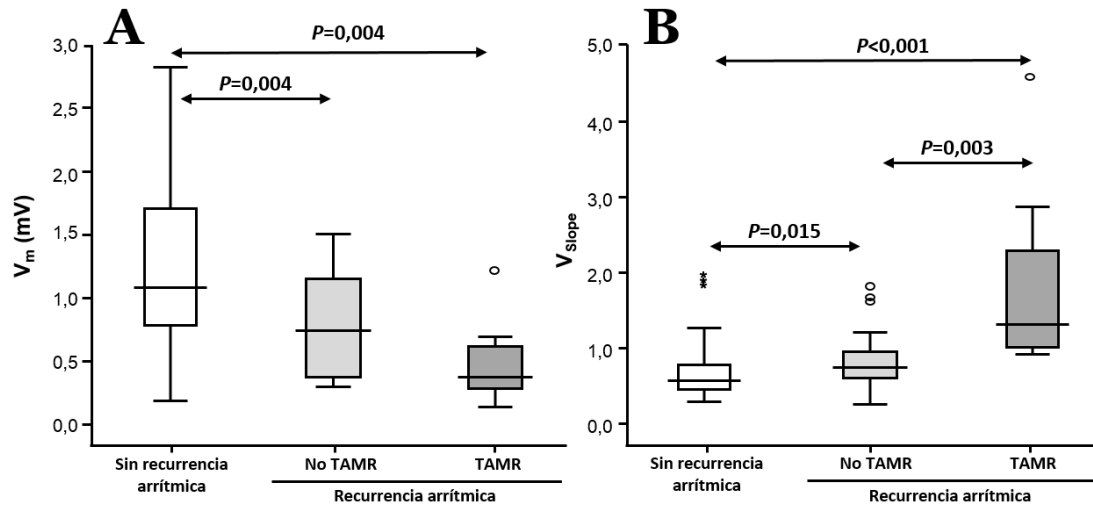 A
P=0,004
P=0,004
3,0
2,5
2,0
1,5
1,0
0,5
0,0
Vm (mV)
Sin recurrencia
arrítmica
No TAMR
TAMR
Recurrencia arrítmica
B
P<0,001
P=0,003
P=0,015
5,0
4,0
3,0
2,0
1,0
0,0
VSlope
Sin recurrencia
arrítmica
No TAMR
TAMR
Recurrencia arrítmica